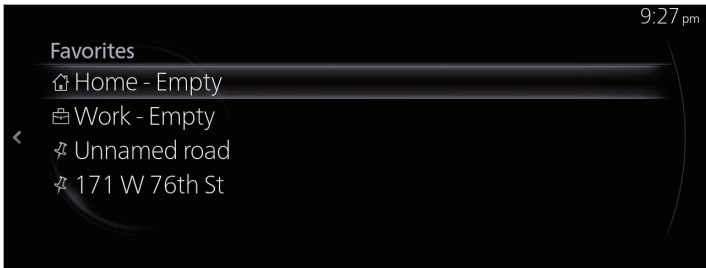 9:27 pm
Favorites
Home - Empty
Work - Empty
Unnamed road
171 W 76th St